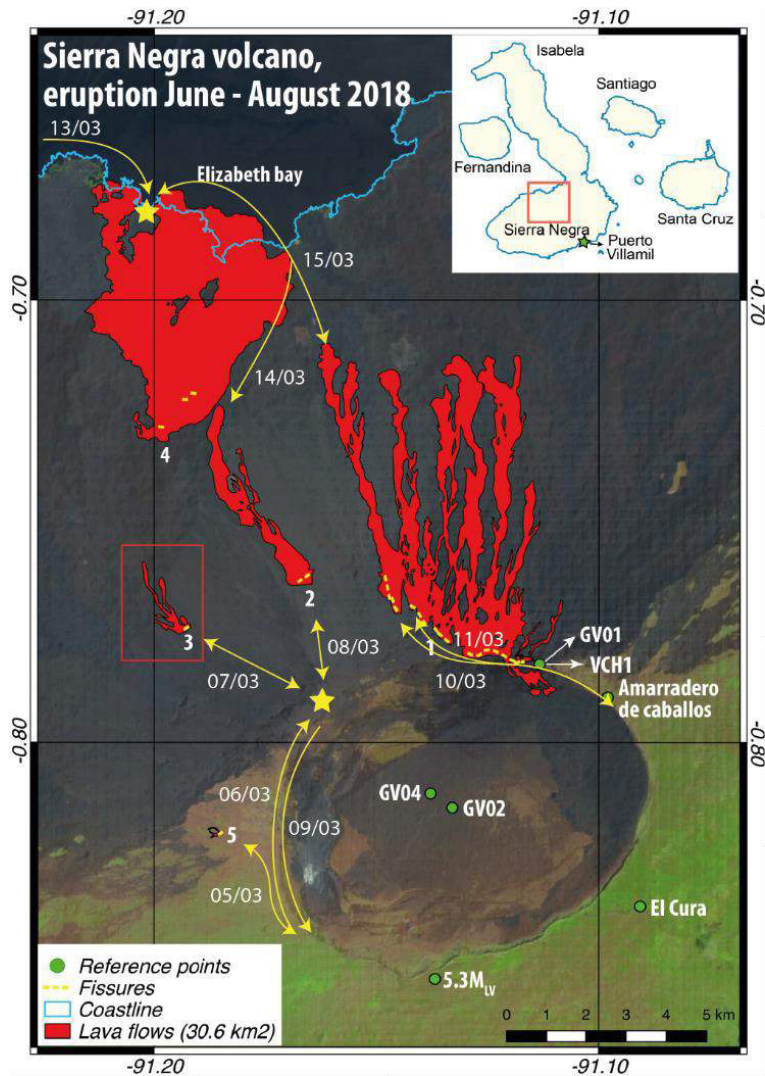 -91.20
-91.10
Sierra Negra volcano,
eruption June - August 2018
Isabela
Santiago
Fernandina
Santa Cruz
Sierra Negra
Puerto
Villamil
13/03
Elizabeth bay
15/03
-0.70
-0.70
14/03
4
2
3
1
11/03
GV01
VCH1
08/03
07/03
10/03
Amarradero
de caballos
-0.80
-0.80
06/03
09/03
GV04
GV02
5
05/03
El Cura
5.3MLV
Reference points
Fissures
Coastline
Lava flows (30.6 km2)
0 1 2 3 4 5 km
-91.20
-91.10